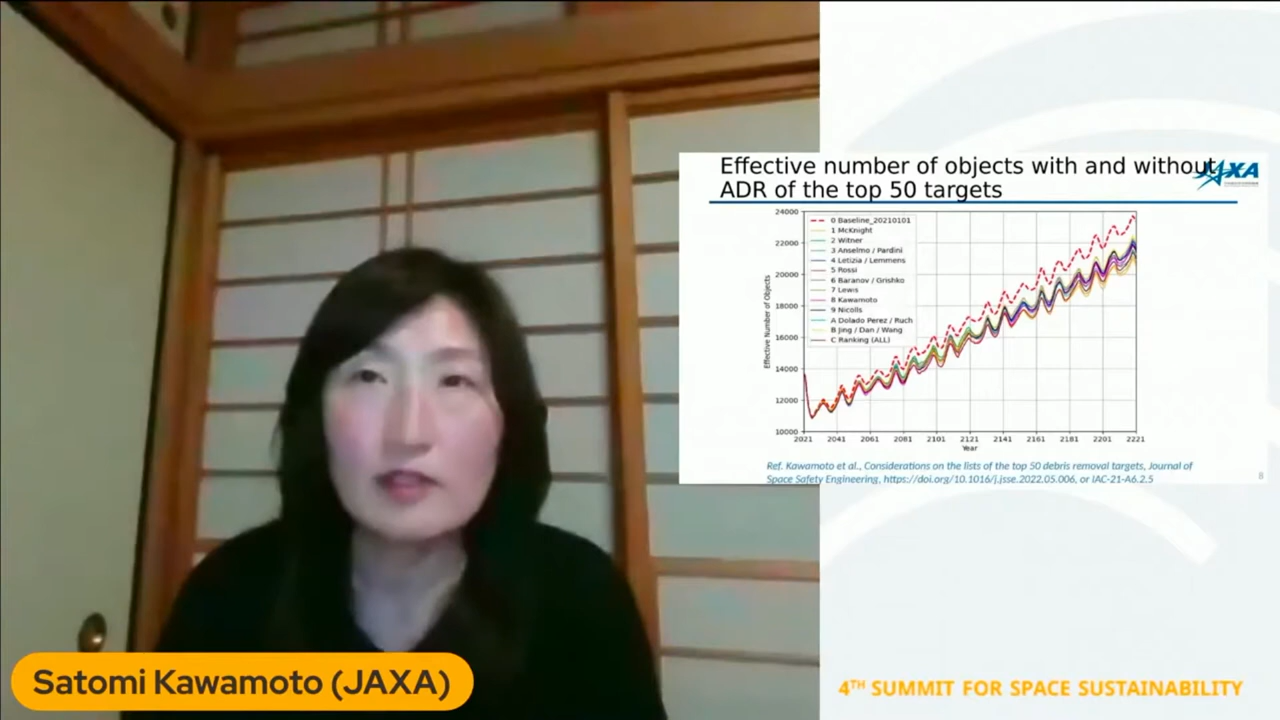 Effective number of objects with and without
ADR of the top 50 targets
JAXA
24000
22000
20000
18000
16000
14000
12000
10000
Effective Number of Objects
0 Baseline_20210101
1 McKnight
2 Witner
3 Anselmo / Pardini
4 Letizia / Lemmens
5 Rossi
6 Baranov / Grishko
7 Lewis
8 Kawamoto
9 Nicolls
A Dolado Perez / Ruch
B Jing / Dan / Wang
C Ranking (ALL)
2021 2041 2061 2081 2101 2121 2141 2161 2181 2201 2221
Year
Ref. Kawamoto et al., Considerations on the lists of the top 50 debris removal targets, Journal of
Space Safety Engineering, https://doi.org/10.1016/j.jsse.2022.05.006, or IAC-21-A6.2.5
8
Satomi Kawamoto (JAXA)
4TH SUMMIT FOR SPACE SUSTAINABILITY